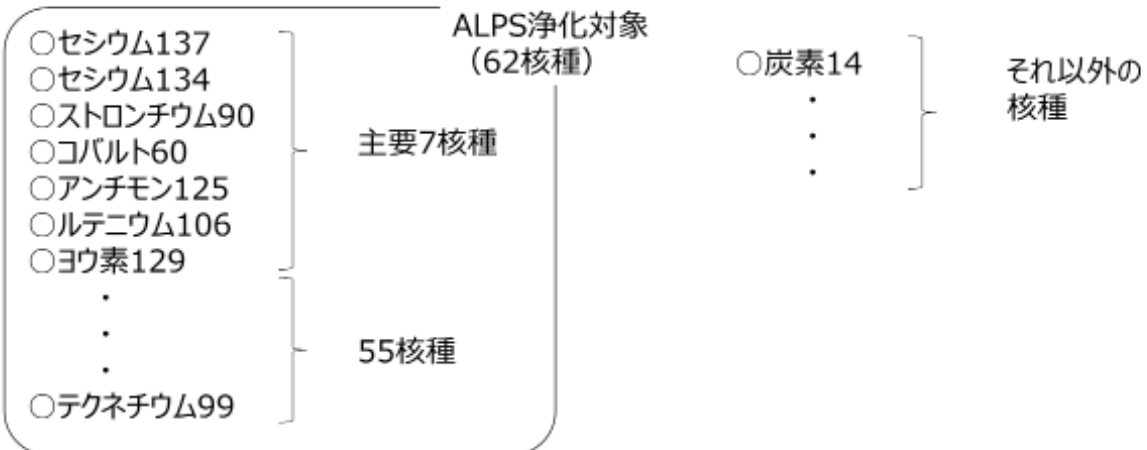 ALPS浄化対象
（62核種）
○セシウム137
○セシウム134
○ストロンチウム90
○コバルト60
○アンチモン125
○ルテニウム106
○ヨウ素129
・
・
・
○テクネチウム99
主要7核種
55核種
○炭素14
・
・
・
それ以外の
核種